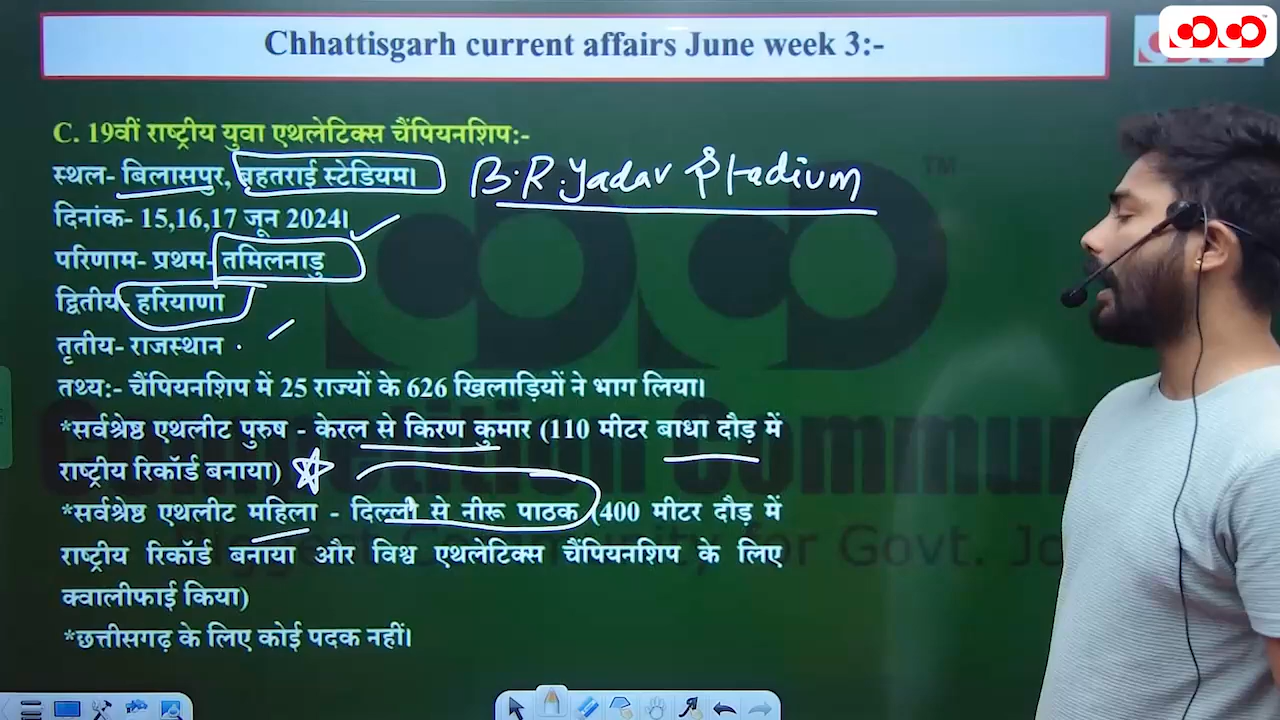 Chhattisgarh current affairs June week 3:-
C. 19वीं राष्ट्रीय युवा एथलेटिक्स चैंपियनशिप:-
स्थल- बिलासपुर, बहतराई स्टेडियम। B.R. Yadav Stadium
दिनांक- 15,16,17 जून 2024।
परिणाम- प्रथम- तमिलनाडु
द्वितीय- हरियाणा
तृतीय- राजस्थान
तथ्य:- चैंपियनशिप में 25 राज्यों के 626 खिलाड़ियों ने भाग लिया।
*सर्वश्रेष्ठ एथलीट पुरुष - केरल से किरण कुमार (110 मीटर बाधा दौड़ में
राष्ट्रीय रिकॉर्ड बनाया)
*सर्वश्रेष्ठ एथलीट महिला - दिल्ली से नीरू पाठक (400 मीटर दौड़ में
राष्ट्रीय रिकॉर्ड बनाया और विश्व एथलेटिक्स चैंपियनशिप के लिए
क्वालीफाई किया)
*छत्तीसगढ़ के लिए कोई पदक नहीं।